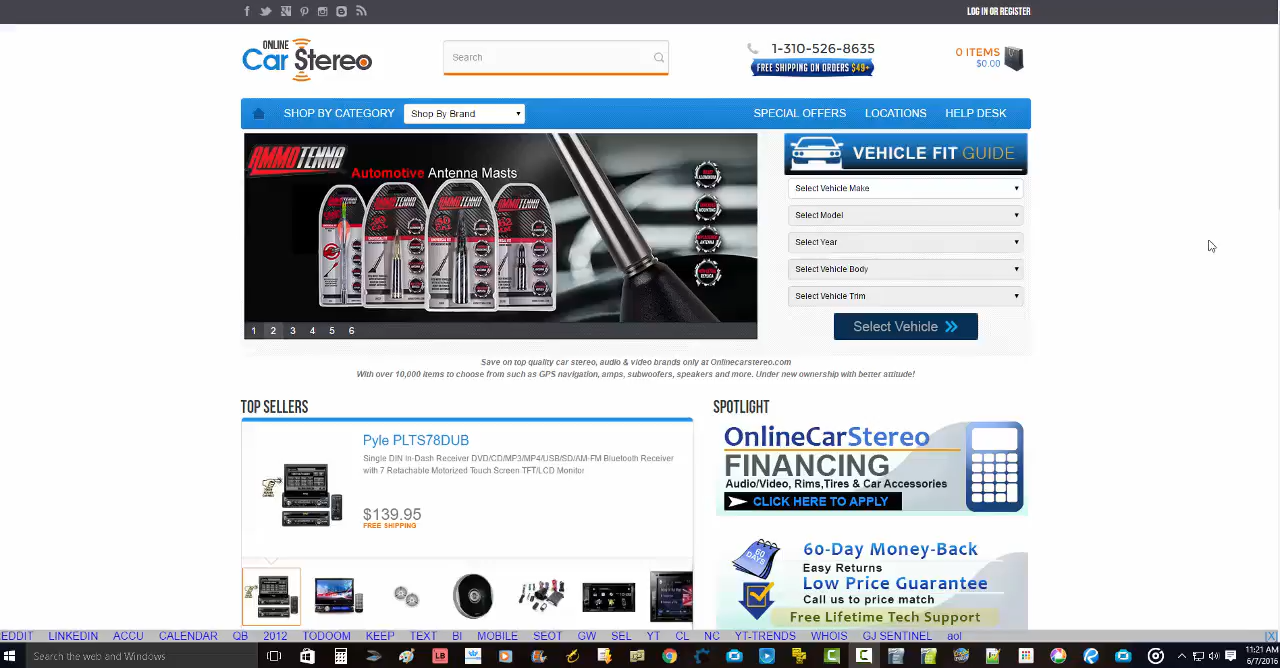 LOG IN OR REGISTER
ONLINE
Car Stereo
Search
1-310-526-8635
FREE SHIPPING ON ORDERS $49+
0 ITEMS
$0.00
SHOP BY CATEGORY
Shop By Brand
SPECIAL OFFERS
LOCATIONS
HELP DESK
AMMOTENNA
Automotive Antenna Masts
1 2 3 4 5 6
VEHICLE FIT GUIDE
Select Vehicle Make
Select Model
Select Year
Select Vehicle Body
Select Vehicle Trim
Select Vehicle
Save on top quality car stereo, audio & video brands only at Onlinecarstereo.com
With over 10,000 items to choose from such as GPS navigation, amps, subwoofers, speakers and more. Under new ownership with better attitude!
TOP SELLERS
Pyle PLTS78DUB
Single DIN In-Dash Receiver DVD/CD/MP3/MP4/USB/SD/AM-FM Bluetooth Receiver
with 7 Retachable Motorized Touch Screen TFT/LCD Monitor
$139.95
FREE SHIPPING
SPOTLIGHT
OnlineCarStereo
FINANCING
Audio/Video, Rims,Tires & Car Accessories
CLICK HERE TO APPLY
60 DAYS
60-Day Money-Back
Easy Returns
Low Price Guarantee
Call us to price match
Free Lifetime Tech Support
EDDIT LINKEDIN ACCU CALENDAR QB 2012 TODOOM KEEP TEXT BI MOBILE SEOT GW SEL YT CL NC YT-TRENDS WHOIS GJ SENTINEL aol [X]
Search the web and Windows
LB
11:21 AM
6/7/2016